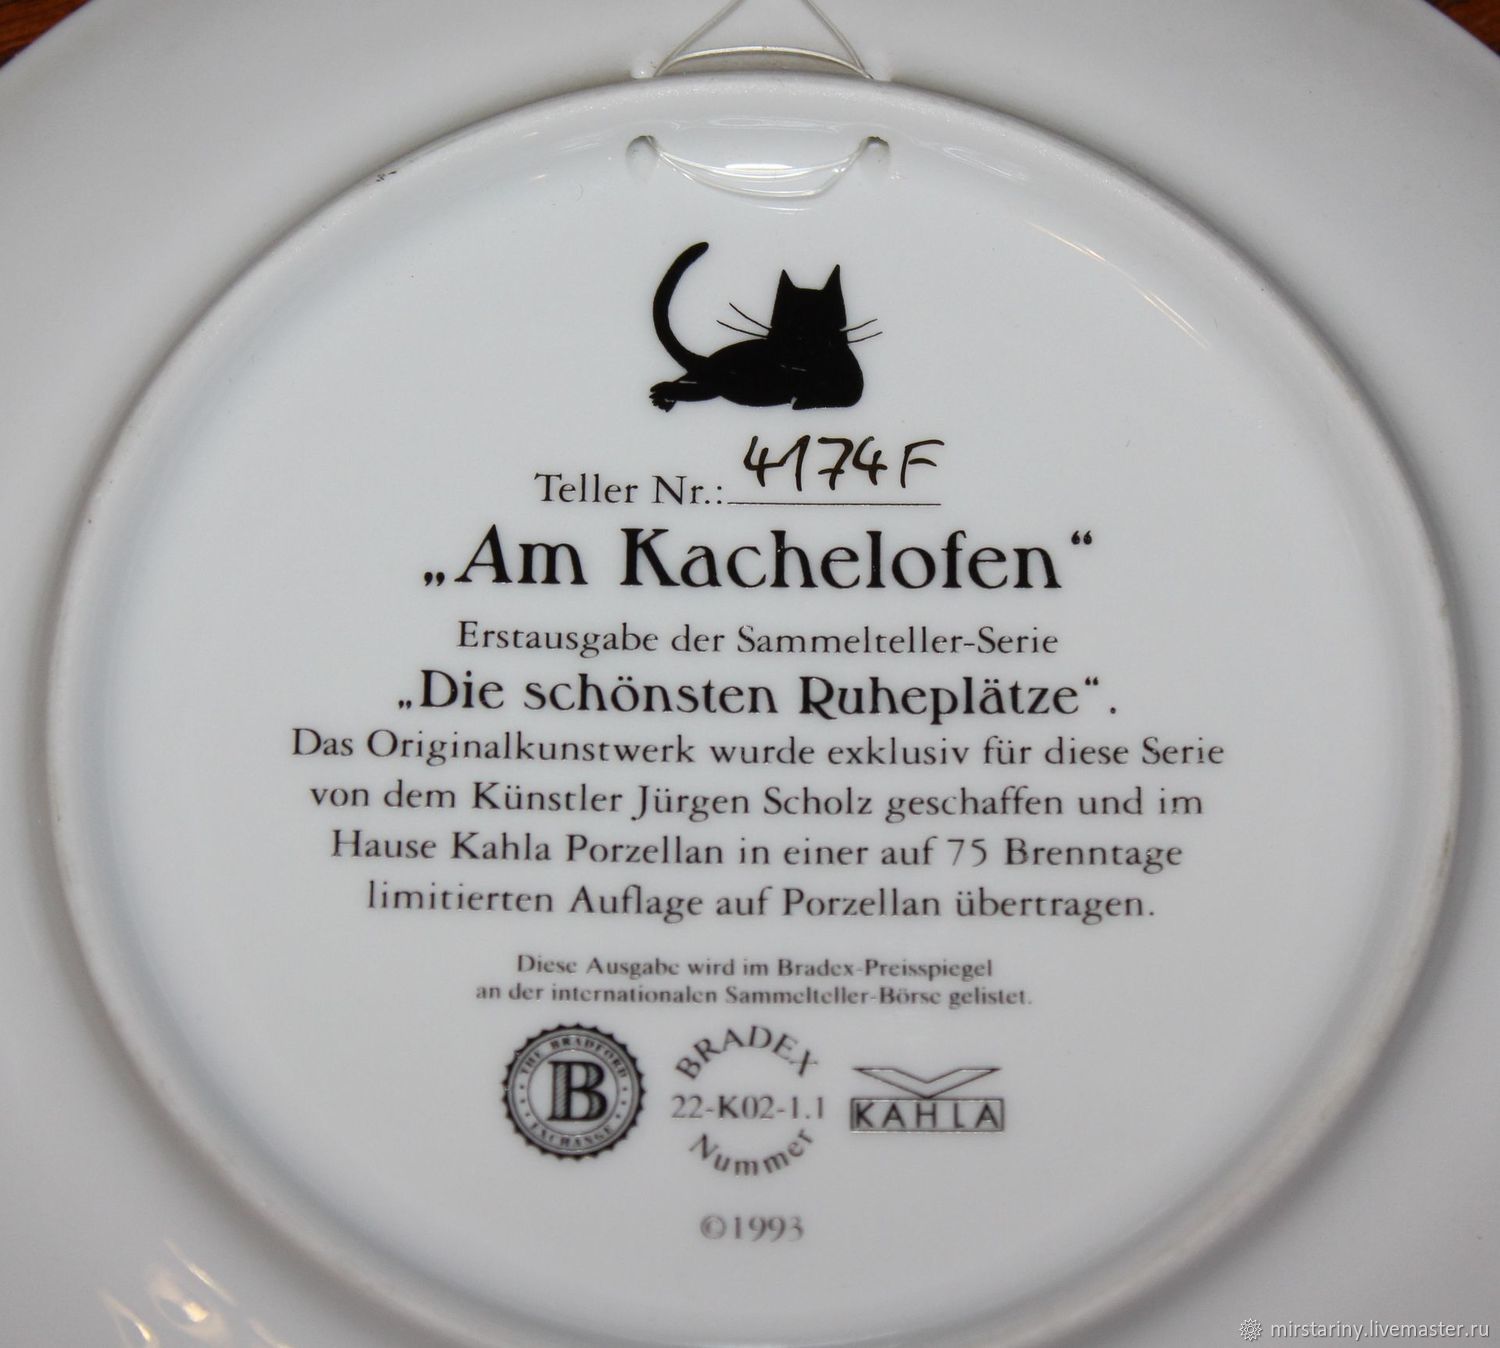 Teller Nr.: 4174F
„Am Kachelofen“
Erstausgabe der Sammelteller-Serie
„Die schönsten Ruheplätze“.
Das Originalkunstwerk wurde exklusiv für diese Serie
von dem Künstler Jürgen Scholz geschaffen und im
Hause Kahla Porzellan in einer auf 75 Brenntage
limitierten Auflage auf Porzellan übertragen.
Diese Ausgabe wird im Bradex-Preisspiegel
an der internationalen Sammelteller-Börse gelistet.
THE BRADFORD
B
EXCHANGE
BRADEX
22-K02-1.1
Nummer
KAHLA
©1993
mirstariny.livemaster.ru